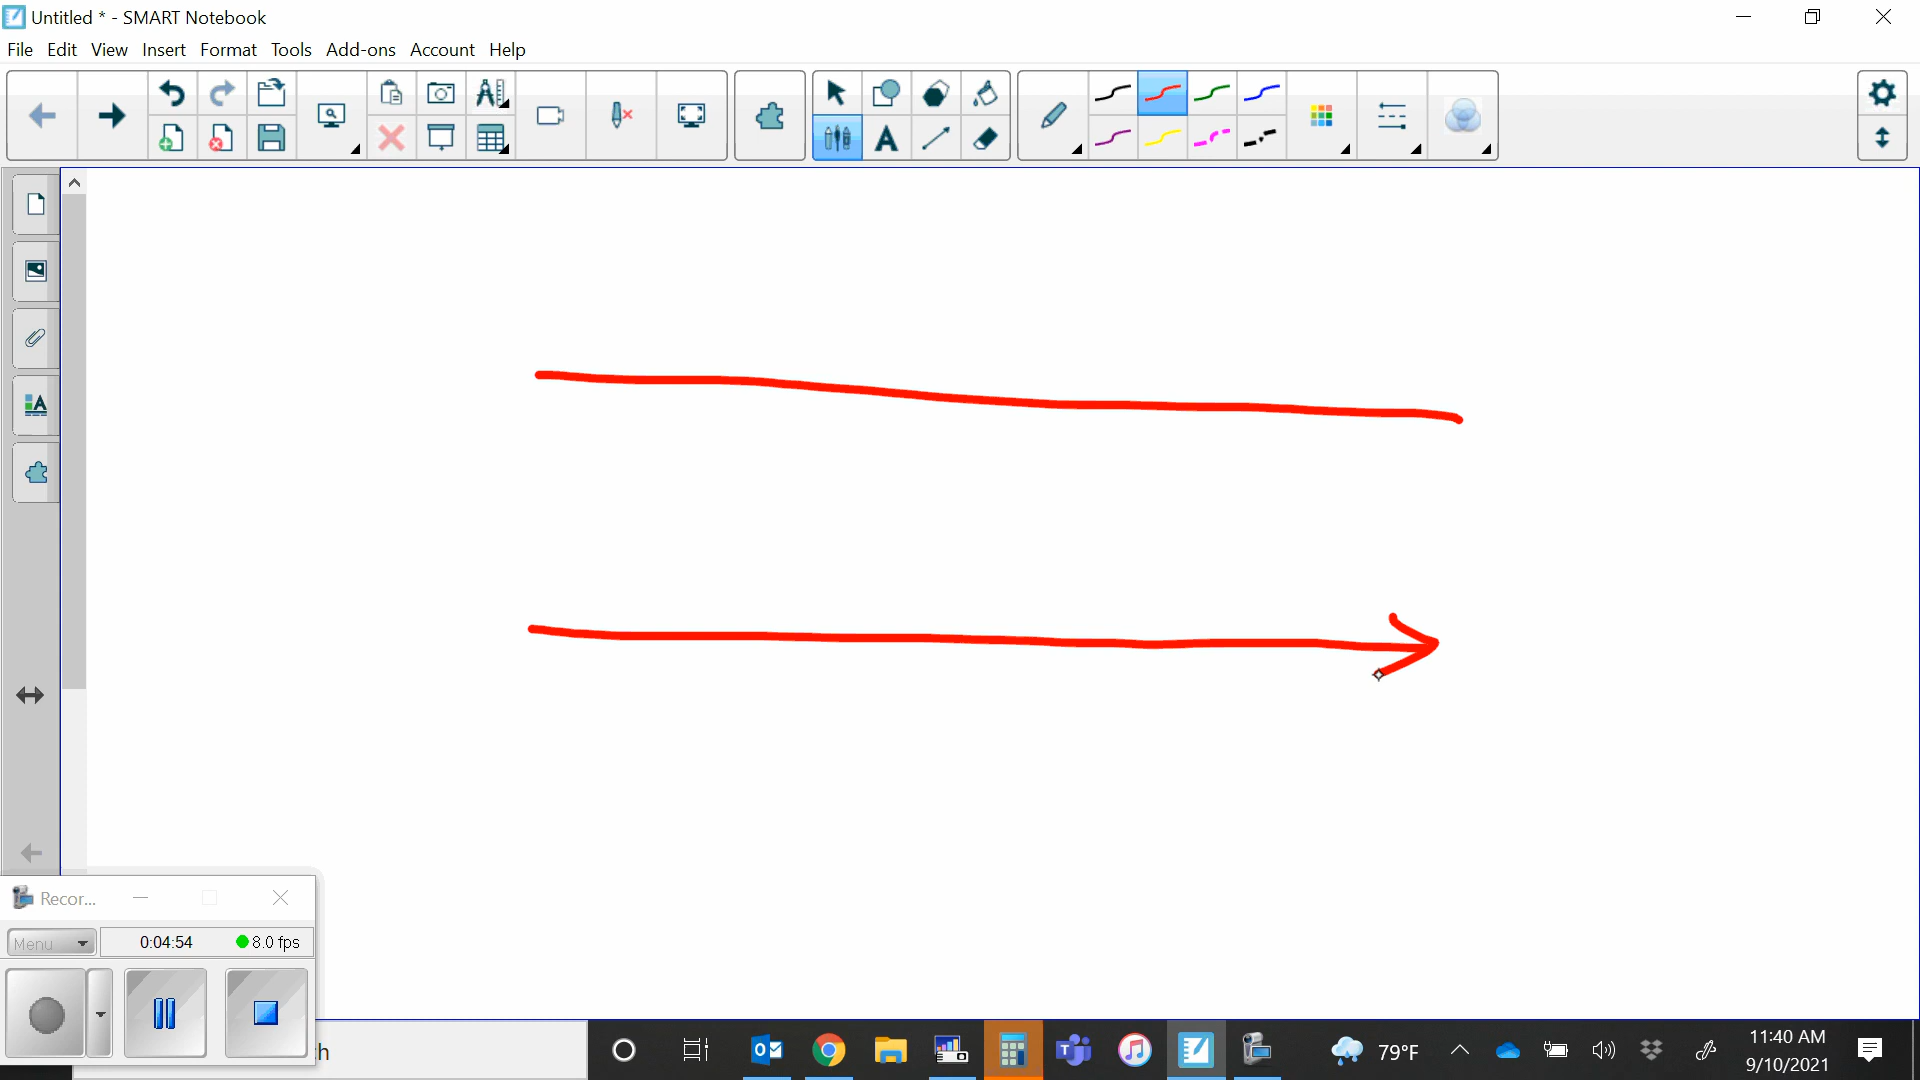 Untitled * - SMART Notebook
File Edit View Insert Format Tools Add-ons Account Help
Recor...
Menu 0:04:54 8.0 fps
h
79°F
11:40 AM
9/10/2021